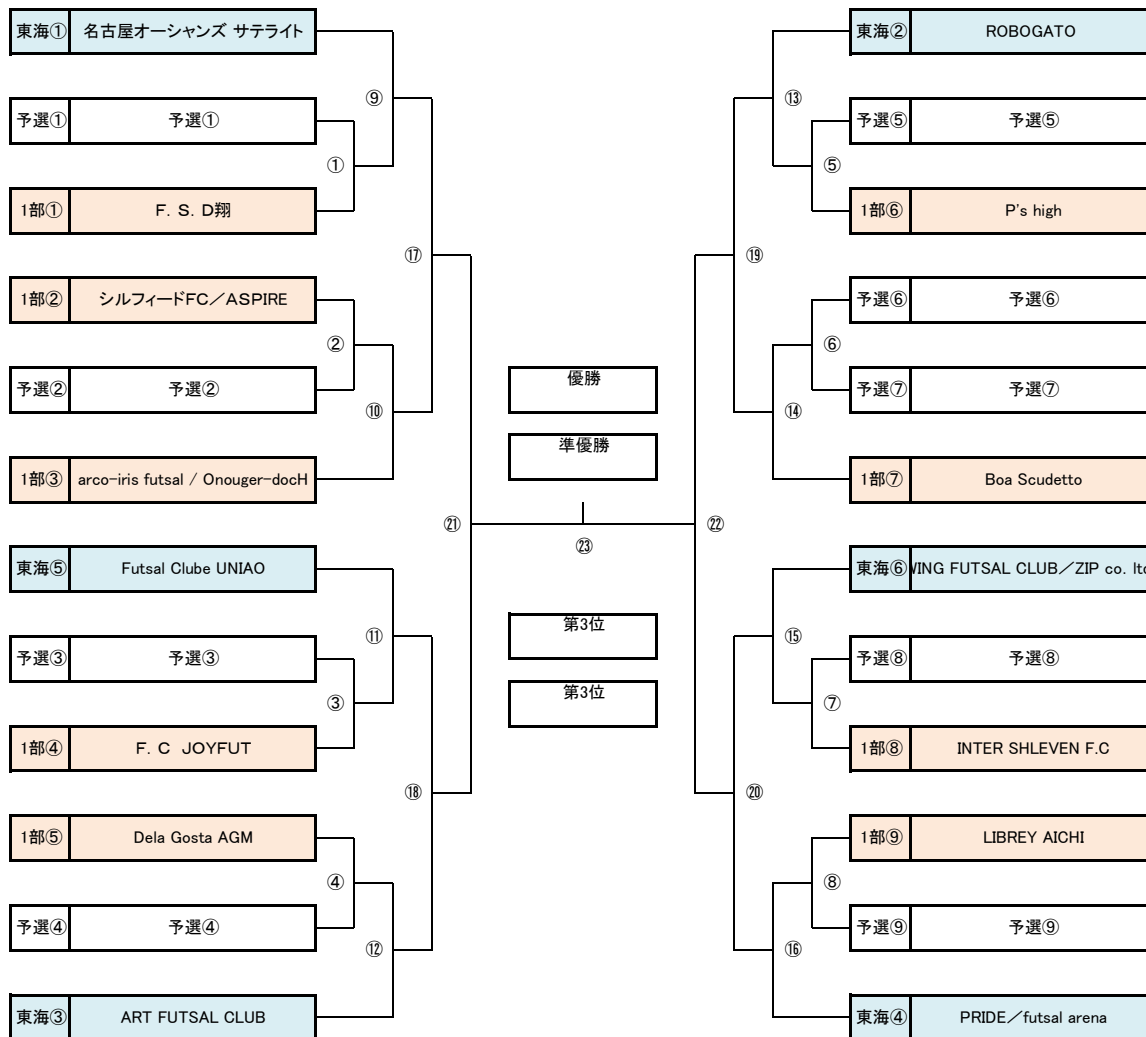 東海① 名古屋オーシャンズ サテライト
予選① 予選①
1部① F. S. D翔
1部② シルフィードFC／ASPIRE
予選② 予選②
1部③ arco-iris futsal / Onouger-docH
東海⑤ Futsal Clube UNIAO
予選③ 予選③
1部④ F. C JOYFUT
1部⑤ Dela Gosta AGM
予選④ 予選④
東海③ ART FUTSAL CLUB
⑨
①
⑰
②
⑩
㉑
⑪
③
⑱
④
⑫
優勝
準優勝
㉓
第3位
第3位
⑬
⑤
⑲
⑥
⑭
㉒
⑮
⑦
⑳
⑧
⑯
東海② ROBOGATO
予選⑤ 予選⑤
1部⑥ P's high
予選⑥ 予選⑥
予選⑦ 予選⑦
1部⑦ Boa Scudetto
東海⑥ FUTSAL CLUB／ZIP co.
予選⑧ 予選⑧
1部⑧ INTER SHLEVEN F.C
1部⑨ LIBREY AICHI
予選⑨ 予選⑨
東海④ PRIDE／futsal arena